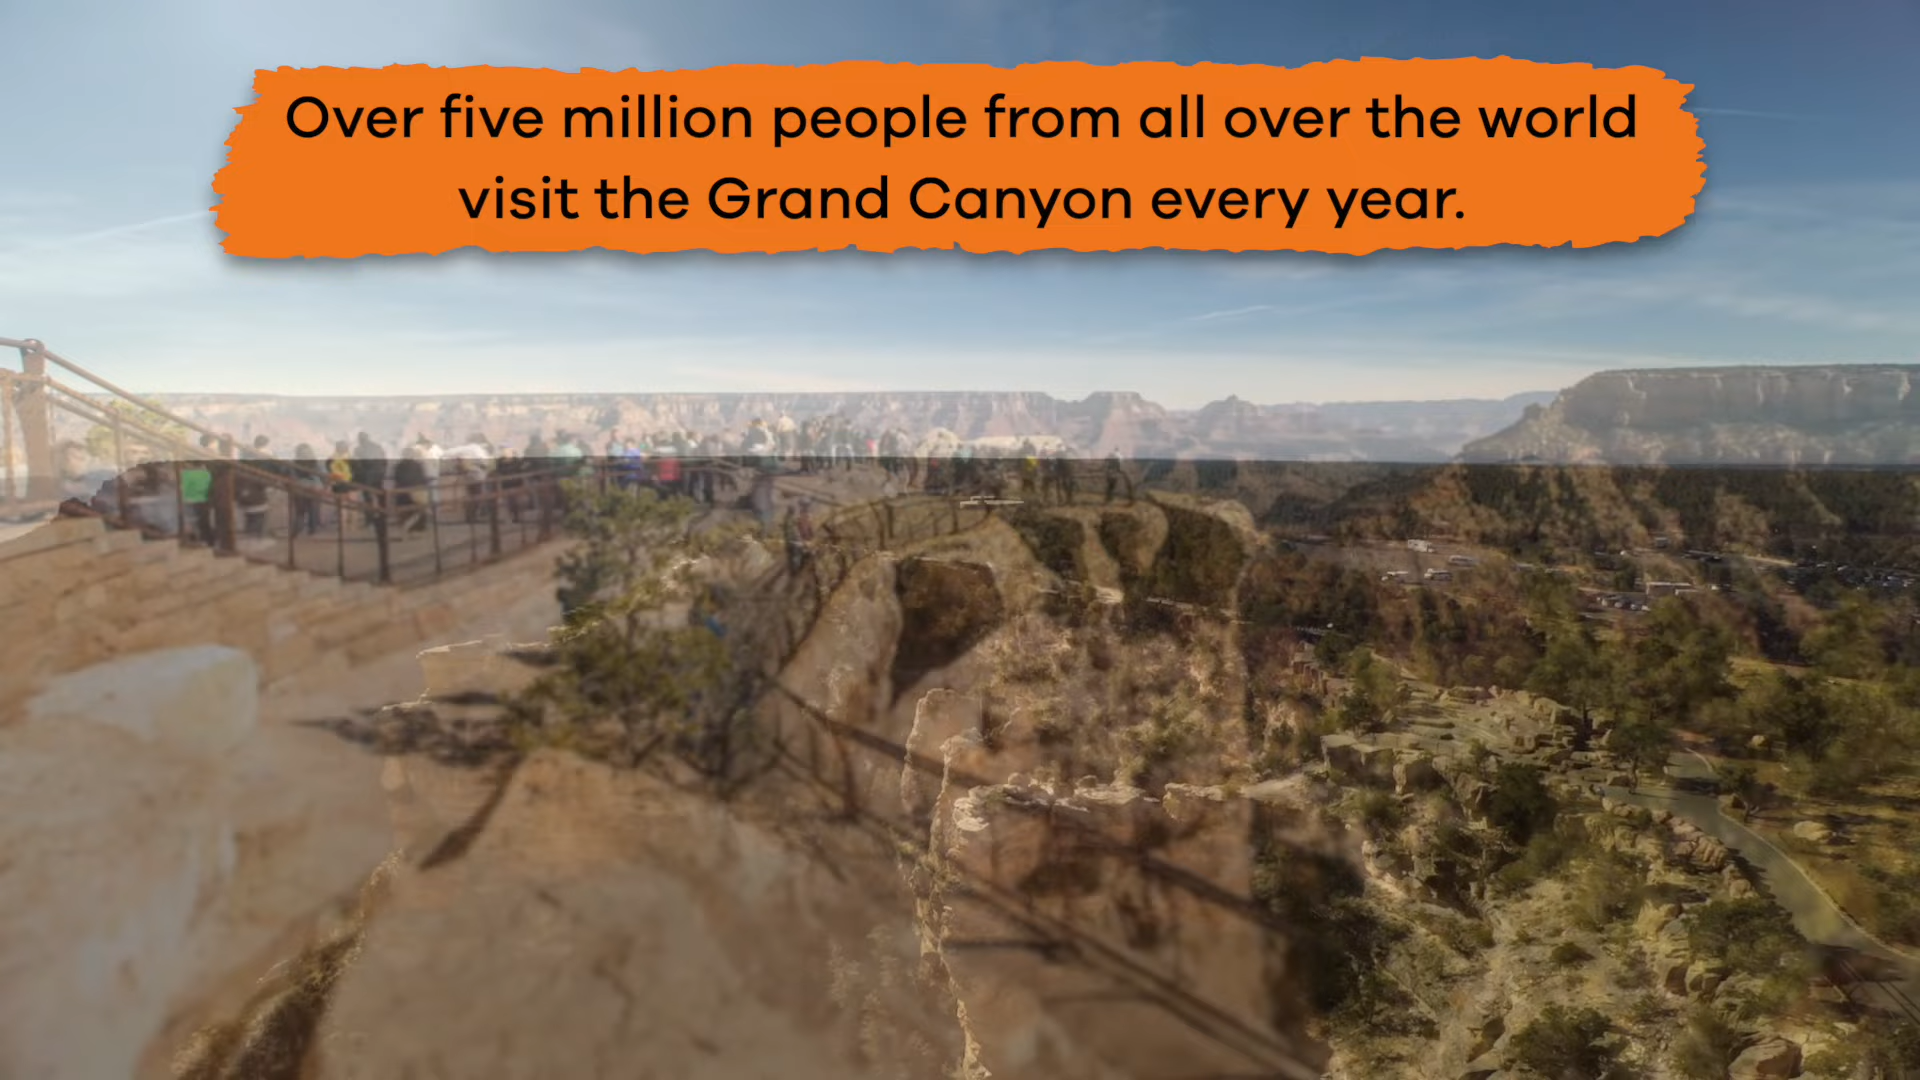 Over five million people from all over the world
visit the Grand Canyon every year.